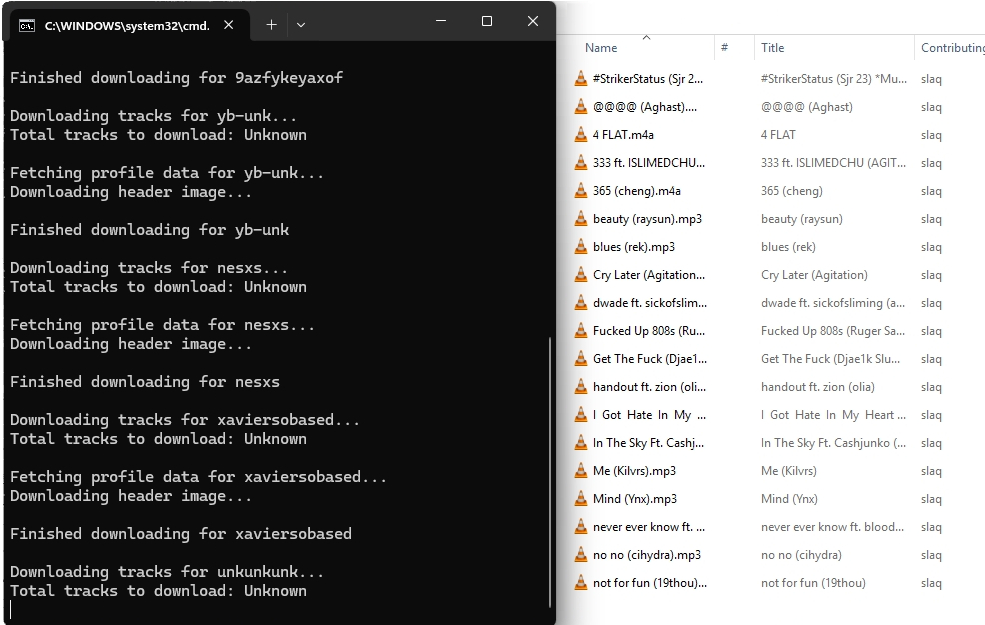 C:\WINDOWS\system32\cmd.
Finished downloading for 9azfykeyaxof
Downloading tracks for yb-unk...
Total tracks to download: Unknown
Fetching profile data for yb-unk...
Downloading header image...
Finished downloading for yb-unk
Downloading tracks for nesxs...
Total tracks to download: Unknown
Fetching profile data for nesxs...
Downloading header image...
Finished downloading for nesxs
Downloading tracks for xaviersobased...
Total tracks to download: Unknown
Fetching profile data for xaviersobased...
Downloading header image...
Finished downloading for xaviersobased
Downloading tracks for unkunkunk...
Total tracks to download: Unknown
Name # Title Contributing
#StrikerStatus (Sjr 2... #StrikerStatus (Sjr 23) *Mu... slaq
@@@@ (Aghast).... @@@@ (Aghast) slaq
4 FLAT.m4a 4 FLAT slaq
333 ft. ISLIMEDCHU... 333 ft. ISLIMEDCHU (AGIT... slaq
365 (cheng).m4a 365 (cheng) slaq
beauty (raysun).mp3 beauty (raysun) slaq
blues (rek).mp3 blues (rek) slaq
Cry Later (Agitation... Cry Later (Agitation) slaq
dwade ft. sickofslim... dwade ft. sickofsliming (a... slaq
Fucked Up 808s (Ru... Fucked Up 808s (Ruger Sa... slaq
Get The Fuck (Djae1... Get The Fuck (Djae1k Slu... slaq
handout ft. zion (oli... handout ft. zion (olia) slaq
I Got Hate In My ... I Got Hate In My Heart ... slaq
In The Sky Ft. Cashj... In The Sky Ft. Cashjunko (... slaq
Me (Kilvrs).mp3 Me (Kilvrs) slaq
Mind (Ynx).mp3 Mind (Ynx) slaq
never ever know ft. ... never ever know ft. blood... slaq
no no (cihydra).mp3 no no (cihydra) slaq
not for fun (19thou)... not for fun (19thou) slaq